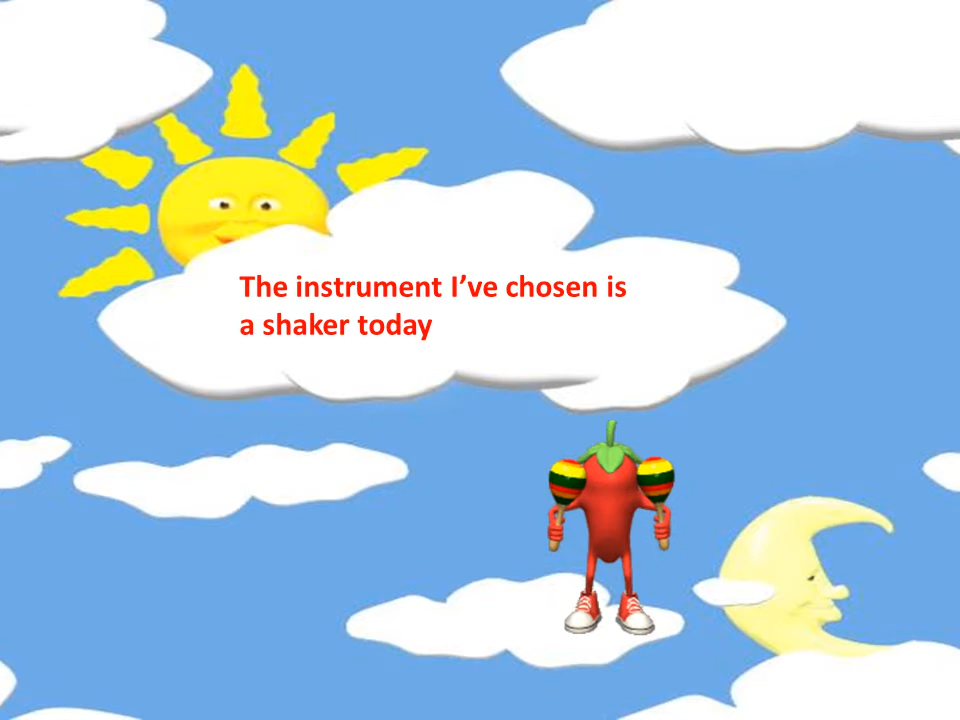 The instrument I’ve chosen is
a shaker today